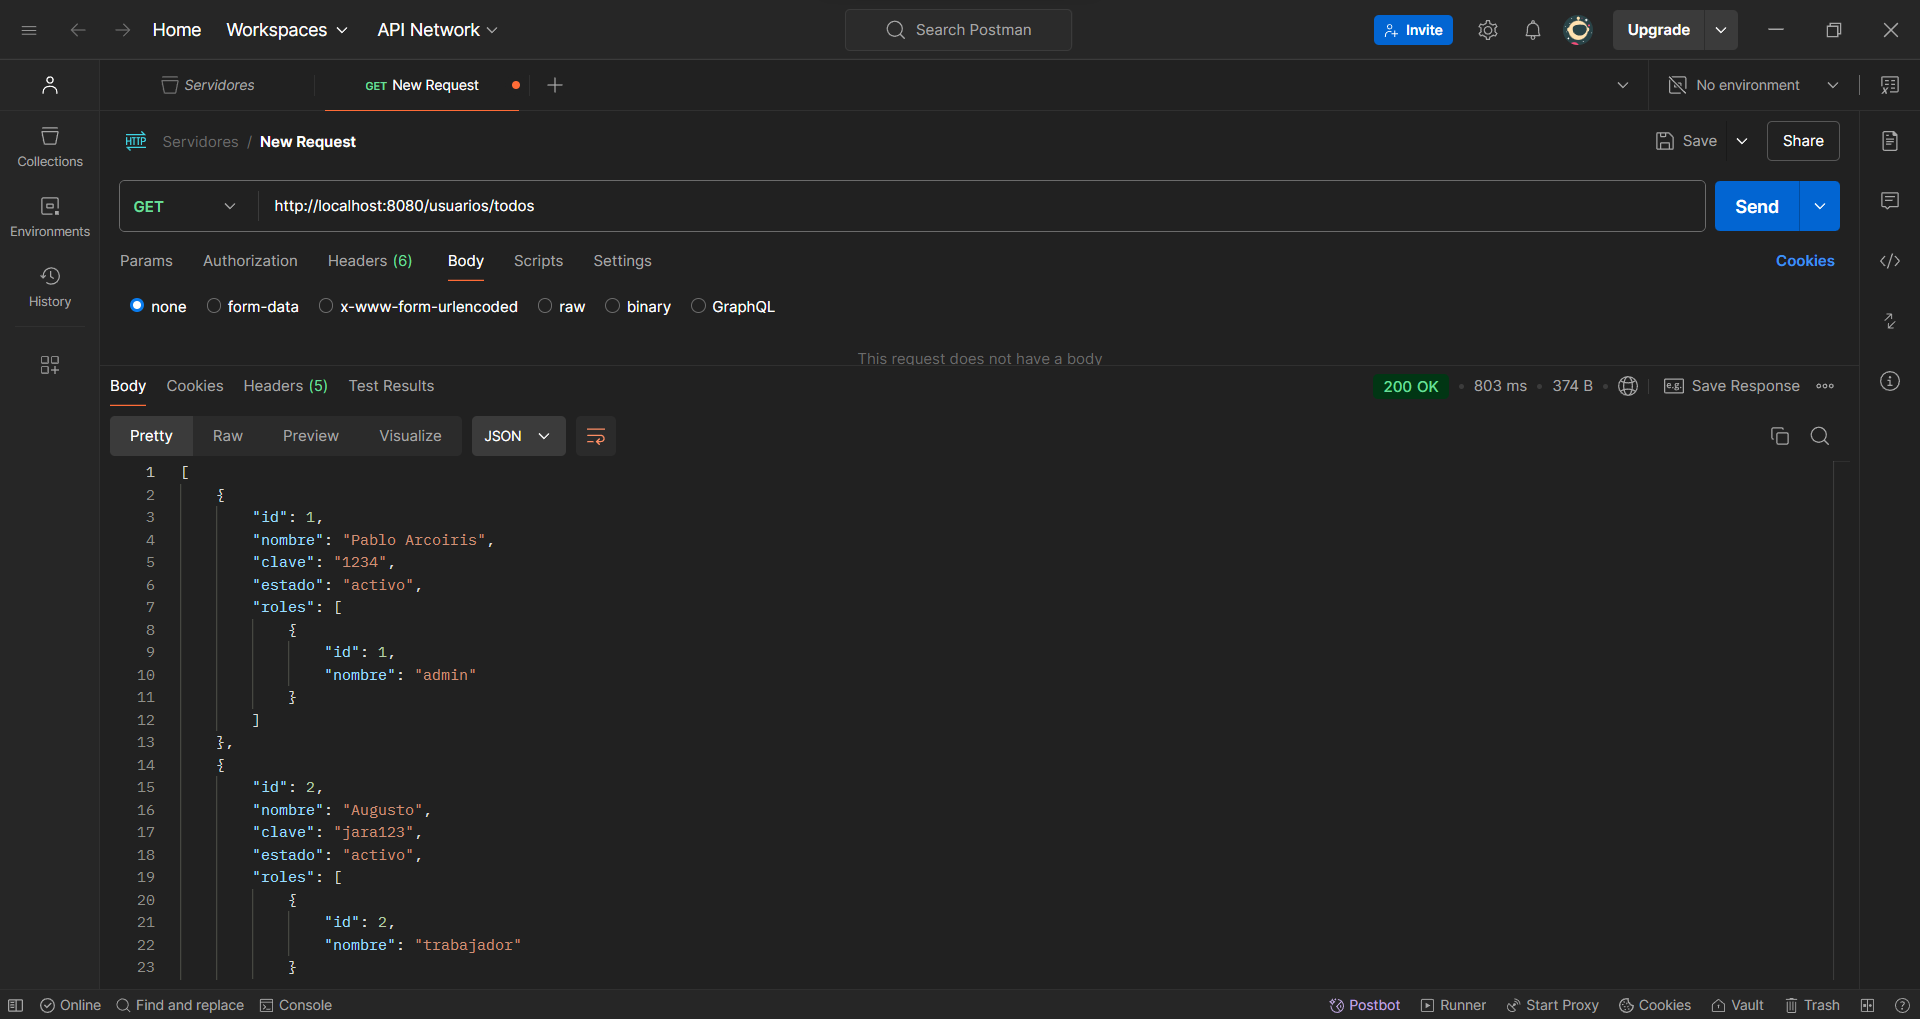 Home Workspaces API Network Search Postman Invite Upgrade
Servidores GET New Request No environment
HTTP Servidores / New Request Save Share
Collections
Environments
History
GET http://localhost:8080/usuarios/todos Send
Params Authorization Headers (6) Body Scripts Settings Cookies
none form-data x-www-form-urlencoded raw binary GraphQL
This request does not have a body
Body Cookies Headers (5) Test Results 200 OK 803 ms 374 B e.g. Save Response
Pretty Raw Preview Visualize JSON
1 [
2 {
3 "id": 1,
4 "nombre": "Pablo Arcoiris",
5 "clave": "1234",
6 "estado": "activo",
7 "roles": [
8 {
9 "id": 1,
10 "nombre": "admin"
11 }
12 ]
13 },
14 {
15 "id": 2,
16 "nombre": "Augusto",
17 "clave": "jara123",
18 "estado": "activo",
19 "roles": [
20 {
21 "id": 2,
22 "nombre": "trabajador"
23 }
Online Find and replace Console Postbot Runner Start Proxy Cookies Vault Trash